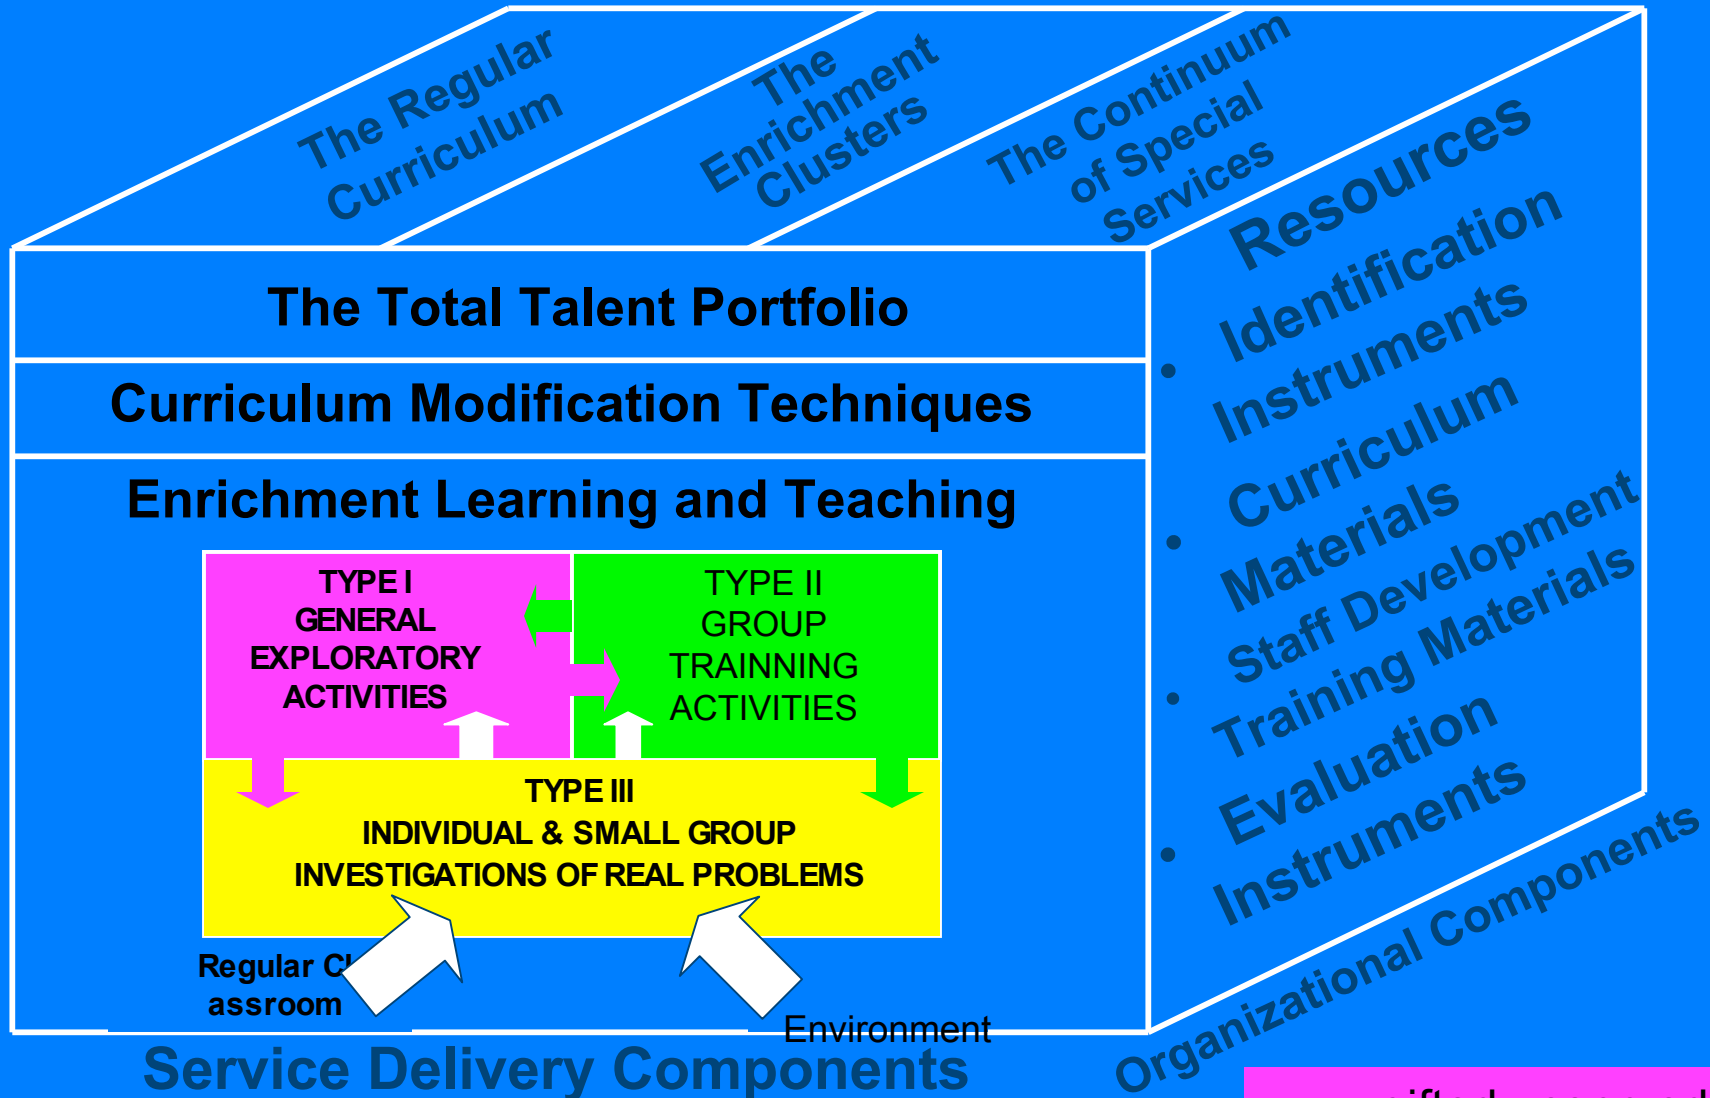 The Regular
Curriculum
The
Enrichment
Clusters
The Continuum
of Special
Services
The Total Talent Portfolio
Curriculum Modification Techniques
Enrichment Learning and Teaching
TYPE I
GENERAL
EXPLORATORY
ACTIVITIES
TYPE II
GROUP
TRAINNING
ACTIVITIES
TYPE III
INDIVIDUAL & SMALL GROUP
INVESTIGATIONS OF REAL PROBLEMS
Regular Cl
assroom
Environment
Service Delivery Components
Resources
• Identification
Instruments
• Curriculum
Materials
• Staff Development
Training Materials
• Evaluation
Instruments
Organizational Components